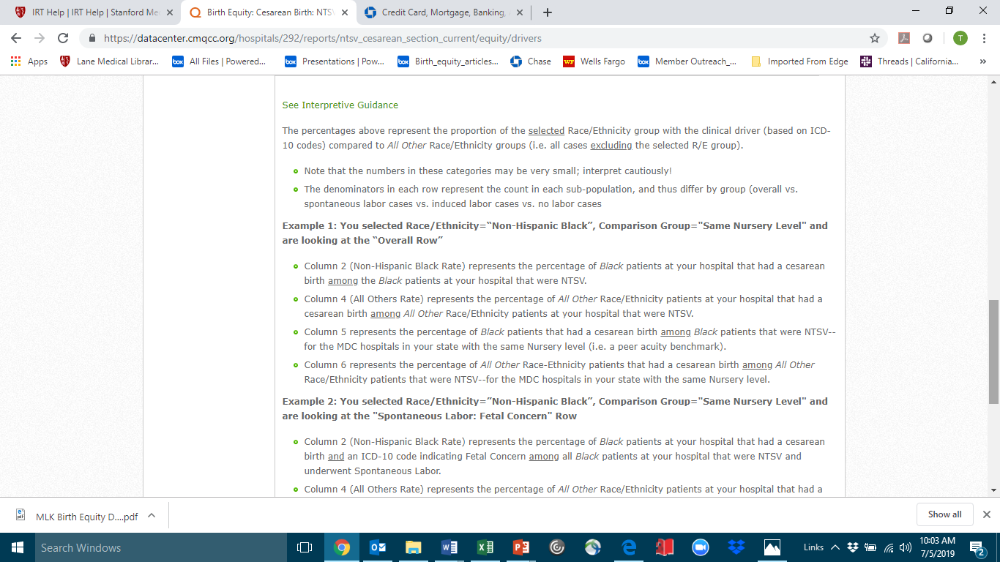 IRT Help | IRT Help | Stanford Me
Birth Equity: Cesarean Birth: NTSV
Credit Card, Mortgage, Banking,
https://datacenter.cmqcc.org/hospitals/292/reports/ntsv_cesarean_section_current/equity/drivers
T
Apps
Lane Medical Librar...
box All Files | Powered...
box Presentations | Pow...
box Birth_equity_articles...
Chase
WF Wells Fargo
box Member Outreach_...
Imported From Edge
Threads | California...
»
See Interpretive Guidance
The percentages above represent the proportion of the selected Race/Ethnicity group with the clinical driver (based on ICD-
10 codes) compared to All Other Race/Ethnicity groups (i.e. all cases excluding the selected R/E group).
Note that the numbers in these categories may be very small; interpret cautiously!
The denominators in each row represent the count in each sub-population, and thus differ by group (overall vs.
spontaneous labor cases vs. induced labor cases vs. no labor cases
Example 1: You selected Race/Ethnicity=“Non-Hispanic Black”, Comparison Group="Same Nursery Level" and
are looking at the “Overall Row”
Column 2 (Non-Hispanic Black Rate) represents the percentage of Black patients at your hospital that had a cesarean
birth among the Black patients at your hospital that were NTSV.
Column 4 (All Others Rate) represents the percentage of All Other Race/Ethnicity patients at your hospital that had a
cesarean birth among All Other Race/Ethnicity patients at your hospital that were NTSV.
Column 5 represents the percentage of Black patients that had a cesarean birth among Black patients that were NTSV--
for the MDC hospitals in your state with the same Nursery level (i.e. a peer acuity benchmark).
Column 6 represents the percentage of All Other Race-Ethnicity patients that had a cesarean birth among All Other
Race/Ethnicity patients that were NTSV--for the MDC hospitals in your state with the same Nursery level.
Example 2: You selected Race/Ethnicity=”Non-Hispanic Black”, Comparison Group="Same Nursery Level" and
are looking at the "Spontaneous Labor: Fetal Concern" Row
Column 2 (Non-Hispanic Black Rate) represents the percentage of Black patients at your hospital that had a cesarean
birth and an ICD-10 code indicating Fetal Concern among all Black patients at your hospital that were NTSV and
underwent Spontaneous Labor.
Column 4 (All Others Rate) represents the percentage of All Other Race/Ethnicity patients at your hospital that had a
MLK Birth Equity D....pdf
Show all
Search Windows
Links
10:03 AM
7/5/2019
2